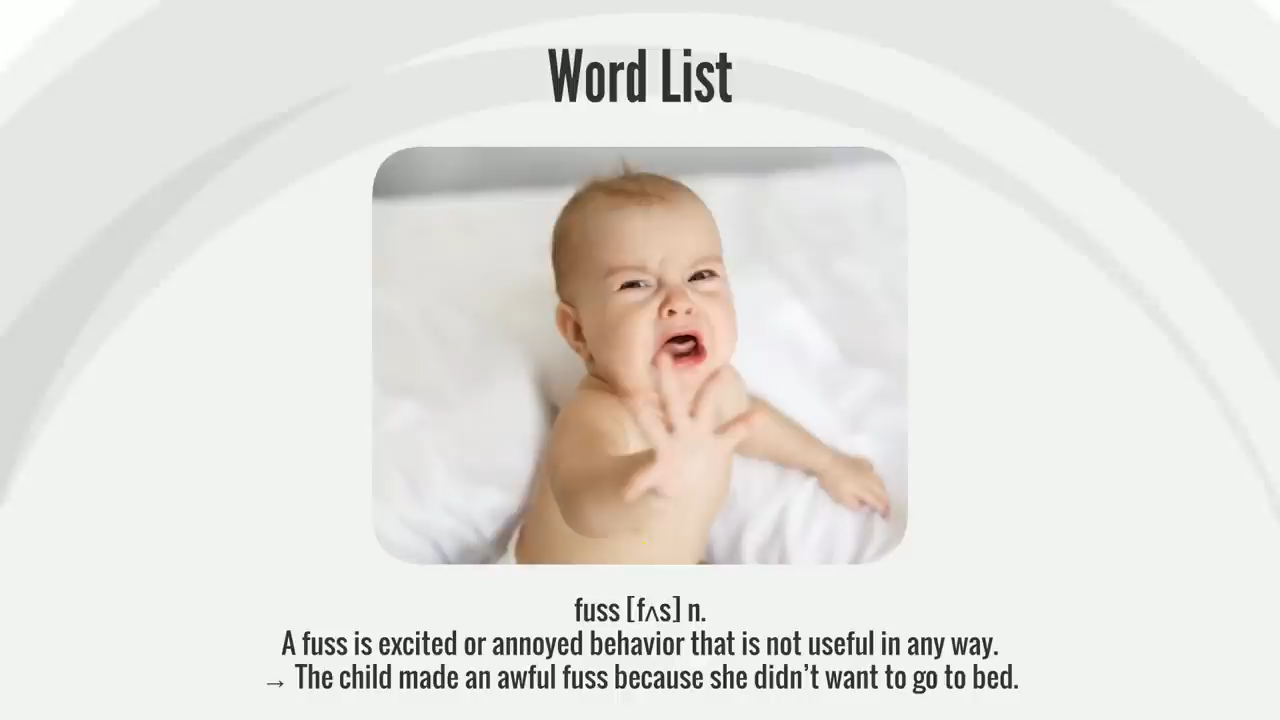 Word List
fuss [fʌs] n.
A fuss is excited or annoyed behavior that is not useful in any way.
→ The child made an awful fuss because she didn’t want to go to bed.